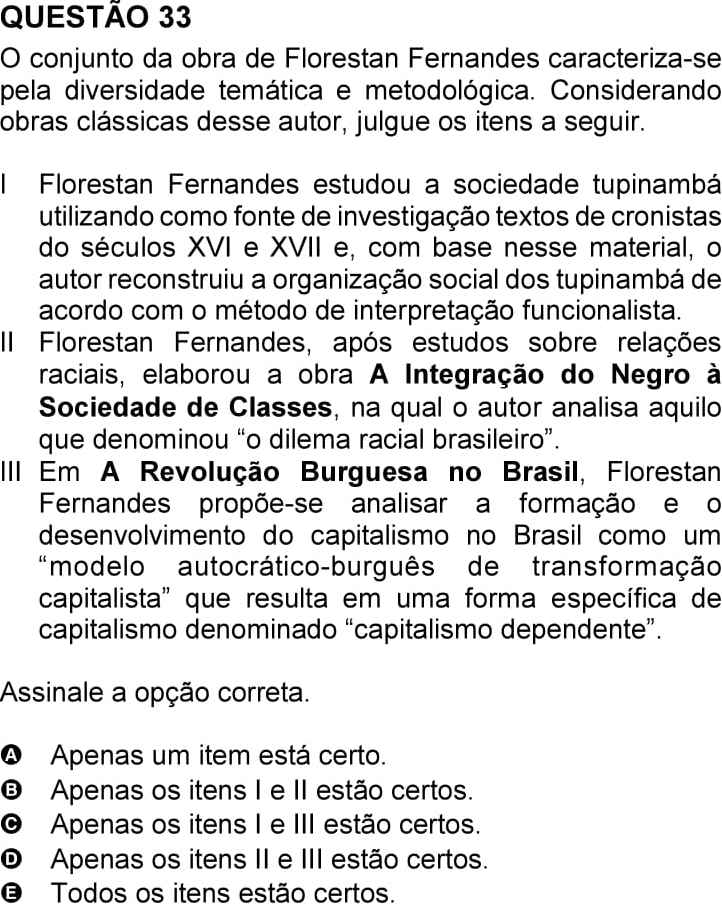 QUESTÃO 33
O conjunto da obra de Florestan Fernandes caracteriza-se
pela diversidade temática e metodológica. Considerando
obras clássicas desse autor, julgue os itens a seguir.
I Florestan Fernandes estudou a sociedade tupinambá
utilizando como fonte de investigação textos de cronistas
do séculos XVI e XVII e, com base nesse material, o
autor reconstruiu a organização social dos tupinambá de
acordo com o método de interpretação funcionalista.
II Florestan Fernandes, após estudos sobre relações
raciais, elaborou a obra A Integração do Negro à
Sociedade de Classes, na qual o autor analisa aquilo
que denominou “o dilema racial brasileiro”.
III Em A Revolução Burguesa no Brasil, Florestan
Fernandes propõe-se analisar a formação e o
desenvolvimento do capitalismo no Brasil como um
“modelo autocrático-burguês de transformação
capitalista” que resulta em uma forma específica de
capitalismo denominado “capitalismo dependente”.
Assinale a opção correta.
A Apenas um item está certo.
B Apenas os itens I e II estão certos.
C Apenas os itens I e III estão certos.
D Apenas os itens II e III estão certos.
E Todos os itens estão certos.